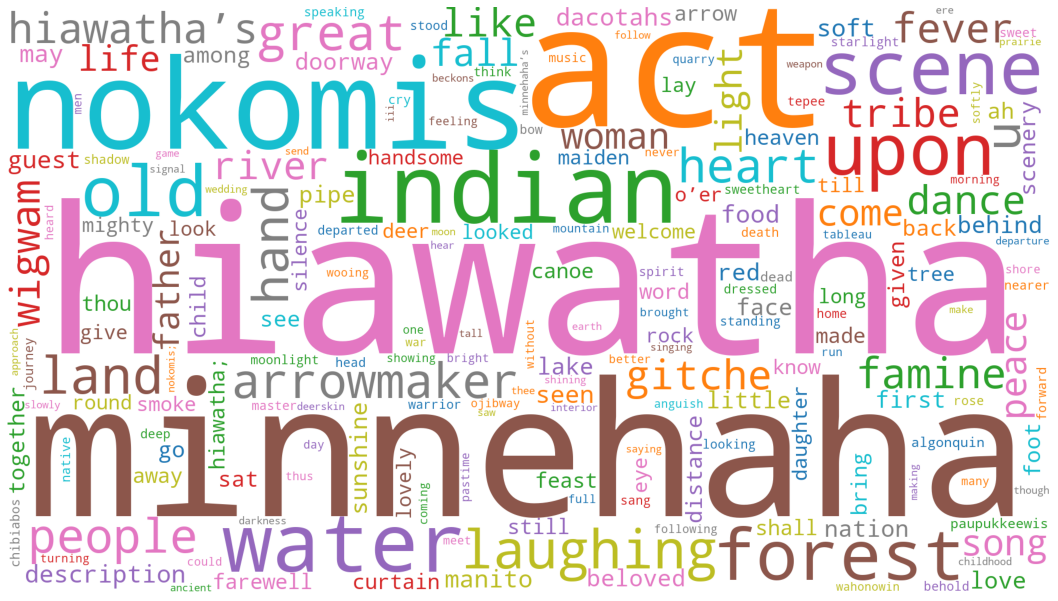 hiawatha's great like dacotahs arrow soft fever sweet
speaking stood follow starlight ere prairie
may life among doorway fall music quarry light scene
men nokomis beckons think act weapon softly
iii cry feeling minnehaha's lay tepee tribe ah
bow woman heaven upon u scenery
guest shadow game send handsome maiden never heart morning
signal river indian o'er sweetheart till
wigwam old wedding pipe dance
heard mighty look hand silence departed deer moon looked mountain welcome food come back behind
father hear death tableau departure
hiawatha
thou child see wooing canoe spirit red dead given tree shore
word dressed face long nearer
give one war tall earth brought rock standing home made make
approach journey nokomis; moonlight head showing bright without singing run peace
land arrowmaker better lake gitche know famine
shining thee seen
slowly round smoke master deerskin warrior ojibway anguish little first rose forward
saw interior
together minnehaha
native deep go hiawatha; day sunshine lovely pastime saying eye distance looking daughter algonquin foot
away sat thus coming feast full sang bring making many though
chibiabos people darkness water still following shall nation paupukkeewis
turning could meet laughing forest song
childhood
description ancient farewell curtain manito beloved wahonowin behold love